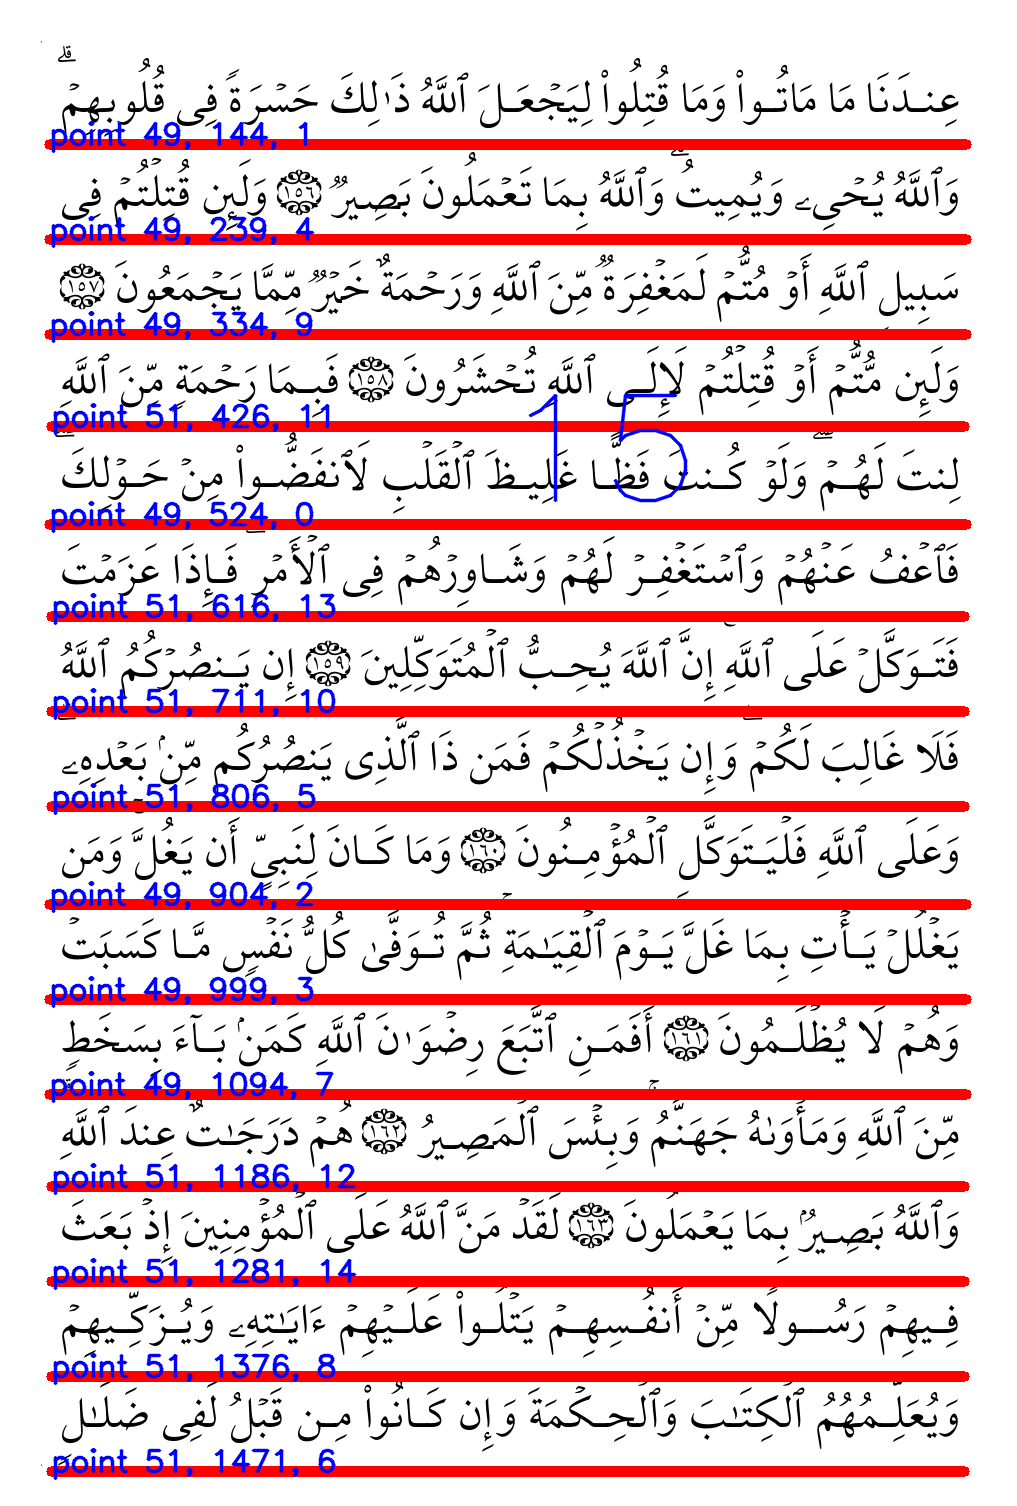 عِندَنَا مَا مَاتُوا۟ وَمَا قُتِلُوا۟ لِيَجْعَلَ ٱللَّهُ ذَٰلِكَ حَسْرَةً فِى قُلُوبِهِمْ ۗ
point 49, 144, 1
وَٱللَّهُ يُحْىِۦ وَيُمِيتُ ۗ وَٱللَّهُ بِمَا تَعْمَلُونَ بَصِيرٌ ١٥٦ وَلَئِن قُتِلْتُمْ فِى
point 49, 239, 4
سَبِيلِ ٱللَّهِ أَوْ مُتُّمْ لَمَغْفِرَةٌ مِّنَ ٱللَّهِ وَرَحْمَةٌ خَيْرٌ مِّمَّا يَجْمَعُونَ ١٥٧
point 49, 334, 9
وَلَئِن مُّتُّمْ أَوْ قُتِلْتُمْ لَإِلَى ٱللَّهِ تُحْشَرُونَ ١٥٨ فَبِمَا رَحْمَةٍ مِّنَ ٱللَّهِ
point 51, 426, 11
15
لِنتَ لَهُمْ ۖ وَلَوْ كُنتَ فَظًّا غَلِيظَ ٱلْقَلْبِ لَٱنفَضُّوا۟ مِنْ حَوْلِكَ ۖ
point 49, 524, 0
فَٱعْفُ عَنْهُمْ وَٱسْتَغْفِرْ لَهُمْ وَشَاوِرْهُمْ فِى ٱلْأَمْرِ ۖ فَإِذَا عَزَمْتَ
point 51, 616, 13
فَتَوَكَّلْ عَلَى ٱللَّهِ ۚ إِنَّ ٱللَّهَ يُحِبُّ ٱلْمُتَوَكِّلِينَ ١٥٩ إِن يَنصُرْكُمُ ٱللَّهُ
point 51, 711, 10
فَلَا غَالِبَ لَكُمْ ۖ وَإِن يَخْذُلْكُمْ فَمَن ذَا ٱلَّذِى يَنصُرُكُم مِّنۢ بَعْدِهِۦ ۗ
point 51, 806, 5
وَعَلَى ٱللَّهِ فَلْيَتَوَكَّلِ ٱلْمُؤْمِنُونَ ١٦٠ وَمَا كَانَ لِنَبِىٍّ أَن يَغُلَّ ۚ وَمَن
point 49, 904, 2
يَغْلُلْ يَأْتِ بِمَا غَلَّ يَوْمَ ٱلْقِيَٰمَةِ ۚ ثُمَّ تُوَفَّىٰ كُلُّ نَفْسٍ مَّا كَسَبَتْ
point 49, 999, 3
وَهُمْ لَا يُظْلَمُونَ ١٦١ أَفَمَنِ ٱتَّبَعَ رِضْوَٰنَ ٱللَّهِ كَمَنۢ بَآءَ بِسَخَطٍ
point 49, 1094, 7
مِّنَ ٱللَّهِ وَمَأْوَىٰهُ جَهَنَّمُ ۚ وَبِئْسَ ٱلْمَصِيرُ ١٦٢ هُمْ دَرَجَٰتٌ عِندَ ٱللَّهِ ۗ
point 51, 1186, 12
وَٱللَّهُ بَصِيرٌۢ بِمَا يَعْمَلُونَ ١٦٣ لَقَدْ مَنَّ ٱللَّهُ عَلَى ٱلْمُؤْمِنِينَ إِذْ بَعَثَ
point 51, 1281, 14
فِيهِمْ رَسُولًا مِّنْ أَنفُسِهِمْ يَتْلُوا۟ عَلَيْهِمْ ءَايَٰتِهِۦ وَيُزَكِّيهِمْ
point 51, 1376, 8
وَيُعَلِّمُهُمُ ٱلْكِتَٰبَ وَٱلْحِكْمَةَ وَإِن كَانُوا۟ مِن قَبْلُ لَفِى ضَلَٰلٍ
point 51, 1471, 6